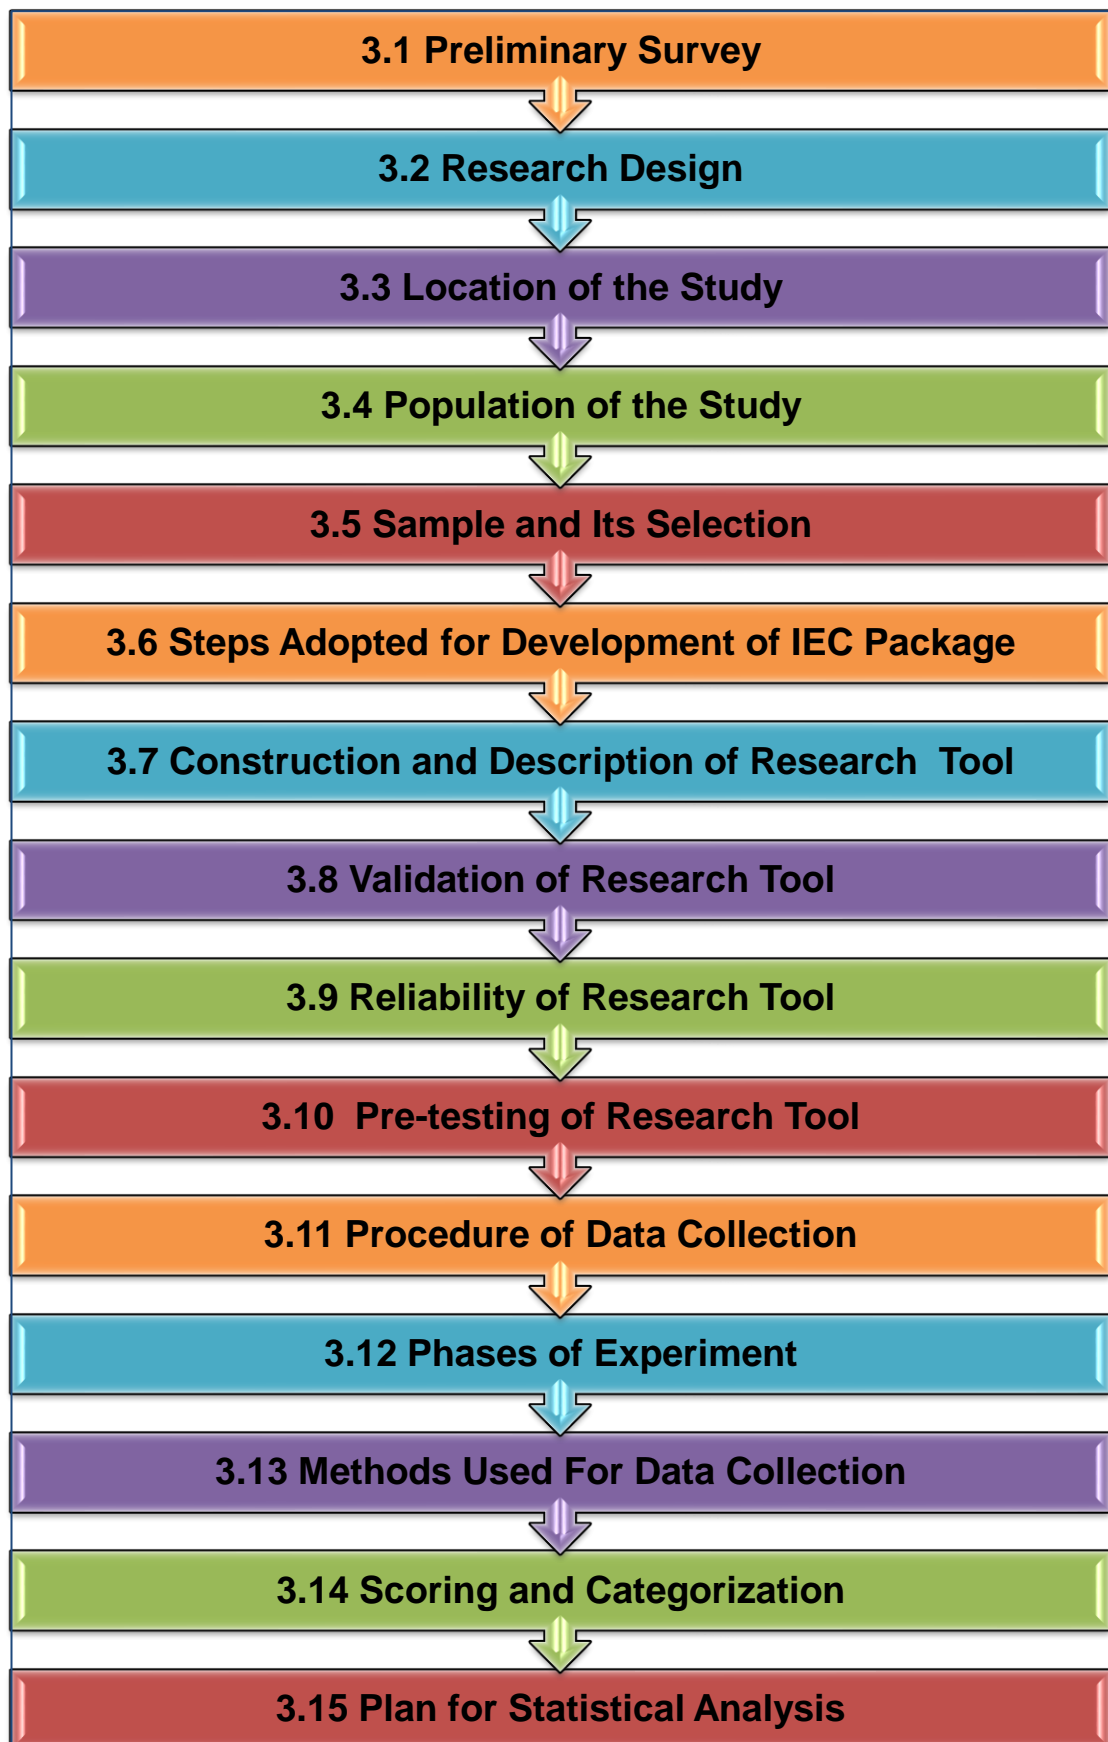 3.1 Preliminary Survey
3.2 Research Design
3.3 Location of the Study
3.4 Population of the Study
3.5 Sample and Its Selection
3.6 Steps Adopted for Development of IEC Package
3.7 Construction and Description of Research  Tool
3.8 Validation of Research Tool
3.9 Reliability of Research Tool
3.10  Pre-testing of Research Tool
3.11 Procedure of Data Collection
3.12 Phases of Experiment
3.13 Methods Used For Data Collection
3.14 Scoring and Categorization
3.15 Plan for Statistical Analysis